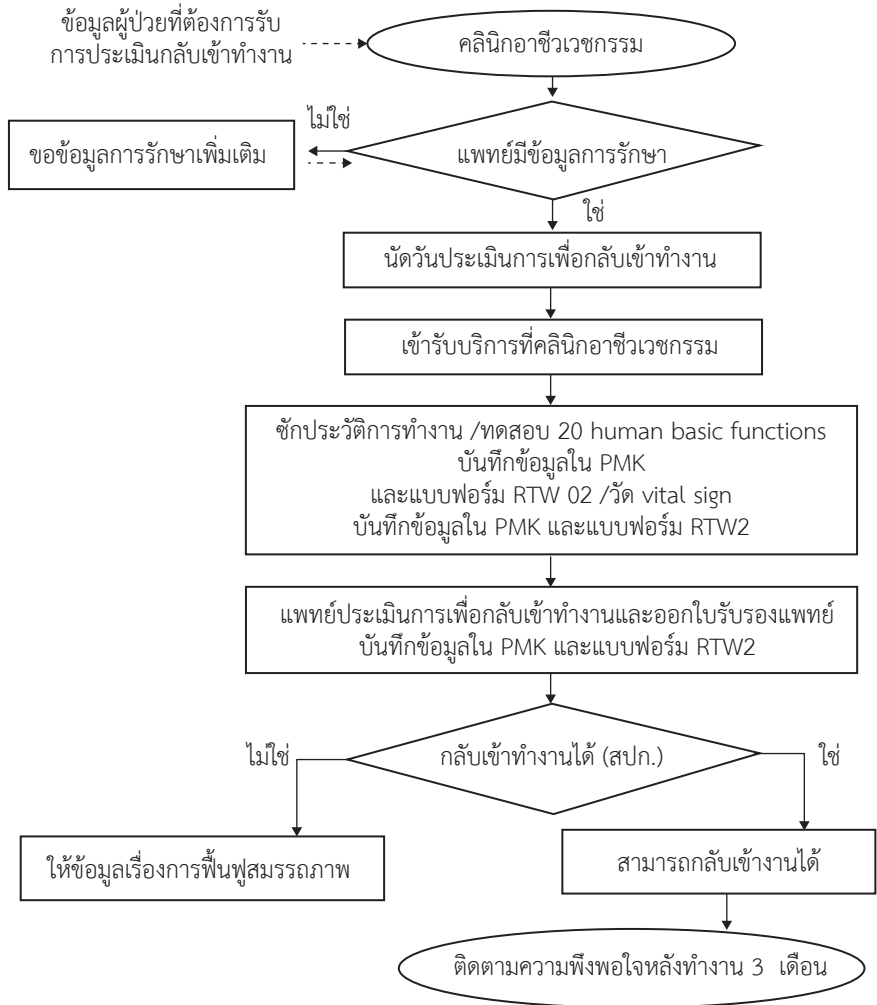 ข้อมูลผู้ป่วยที่ต้องการรับ
การประเมินกลับเข้าทำงาน
คลินิกอาชีวเวชกรรม
ไม่ใช่
ขอข้อมูลการรักษาเพิ่มเติม
แพทย์มีข้อมูลการรักษา
ใช่
นัดวันประเมินการเพื่อกลับเข้าทำงาน
เข้ารับบริการที่คลินิกอาชีวเวชกรรม
ซักประวัติการทำงาน /ทดสอบ 20 human basic functions
บันทึกข้อมูลใน PMK
และแบบฟอร์ม RTW 02 /วัด vital sign
บันทึกข้อมูลใน PMK และแบบฟอร์ม RTW2
แพทย์ประเมินการเพื่อกลับเข้าทำงานและออกใบรับรองแพทย์
บันทึกข้อมูลใน PMK และแบบฟอร์ม RTW2
ไม่ใช่
กลับเข้าทำงานได้ (สปก.)
ใช่
ให้ข้อมูลเรื่องการฟื้นฟูสมรรถภาพ
สามารถกลับเข้างานได้
ติดตามความพึงพอใจหลังทำงาน 3 เดือน